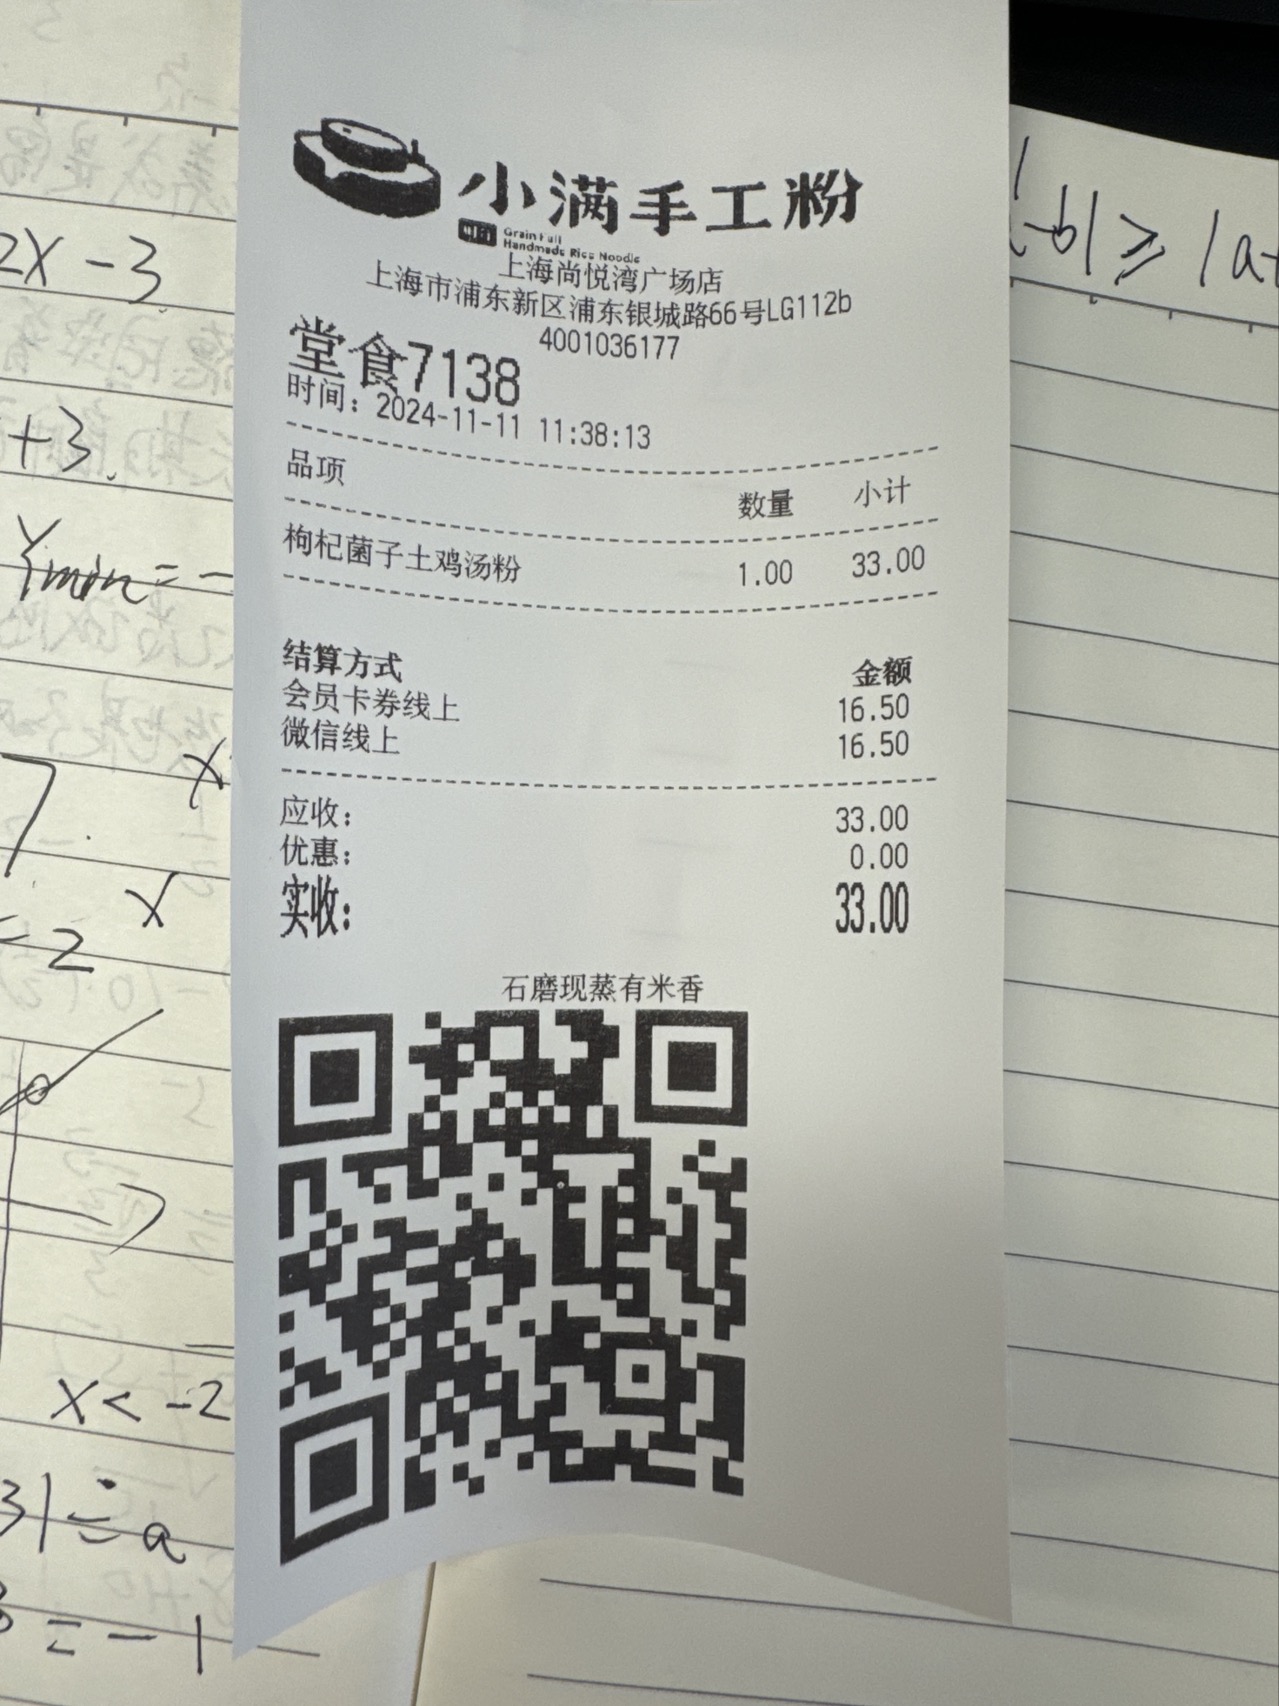 小满手工粉
Grain Full
Handmade Rice Noodle
上海尚悦湾广场店
上海市浦东新区浦东银城路66号LG112b
4001036177
堂食7138
时间：2024-11-11 11:38:13
品项 数量 小计
枸杞菌子土鸡汤粉 1.00 33.00
结算方式 金额
会员卡券线上 16.50
微信线上 16.50
应收： 33.00
优惠： 0.00
实收： 33.00
石磨现蒸有米香
2X-3
+3
Ymin=-
7.
X
=2 X
X<-2
3|=a
=-1
-b|≥|a+